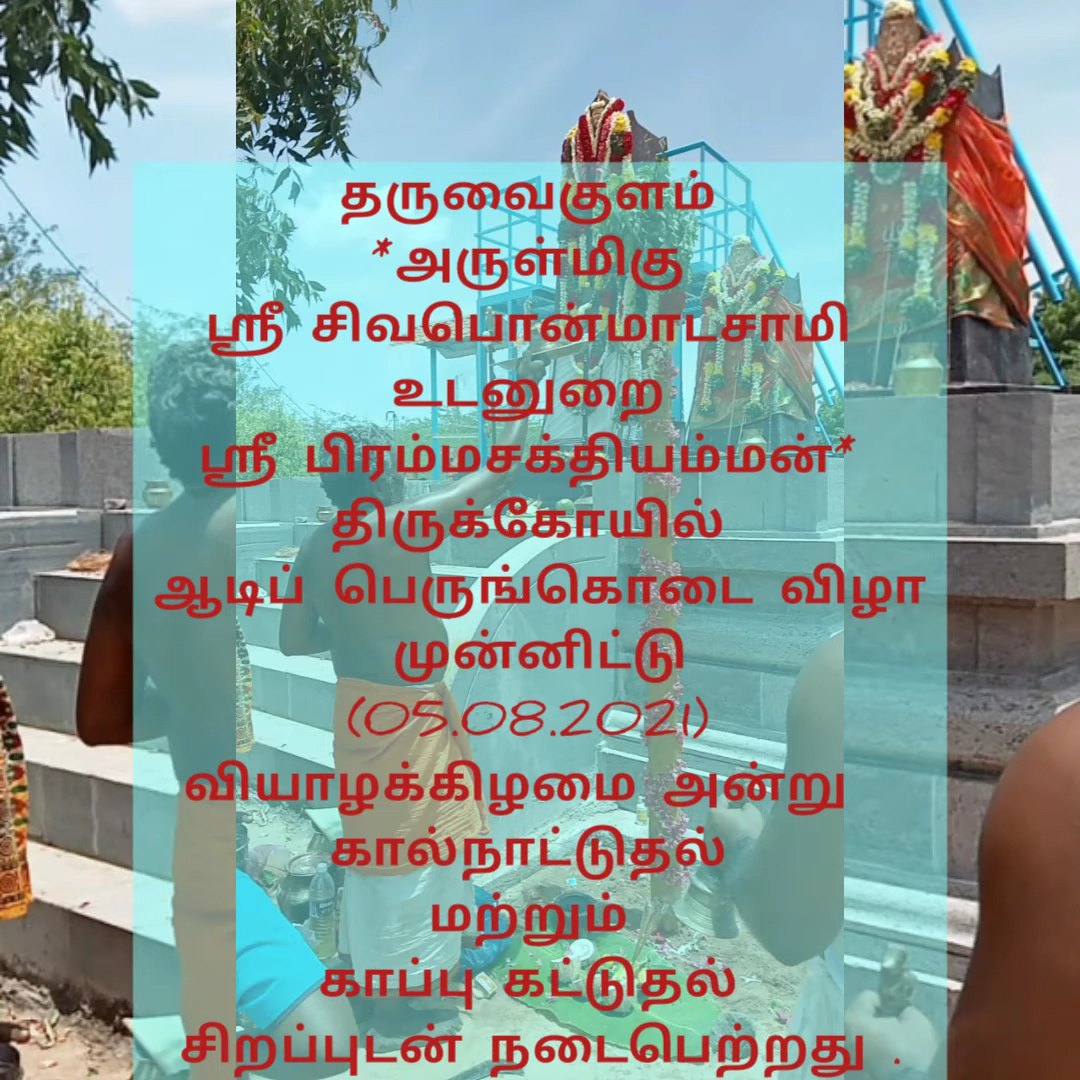 தருவைகுளம்
*அருள்மிகு
ஸ்ரீ சிவபொன்மாடசாமி
உடனுறை
ஸ்ரீ பிரம்மசக்தியம்மன்*
திருக்கோயில்
ஆடிப் பெருங்கொடை விழா
முன்னிட்டு
(05.08.2021)
வியாழக்கிழமை அன்று
கால்நாட்டுதல்
மற்றும்
காப்பு கட்டுதல்
சிறப்புடன் நடைபெற்றது .